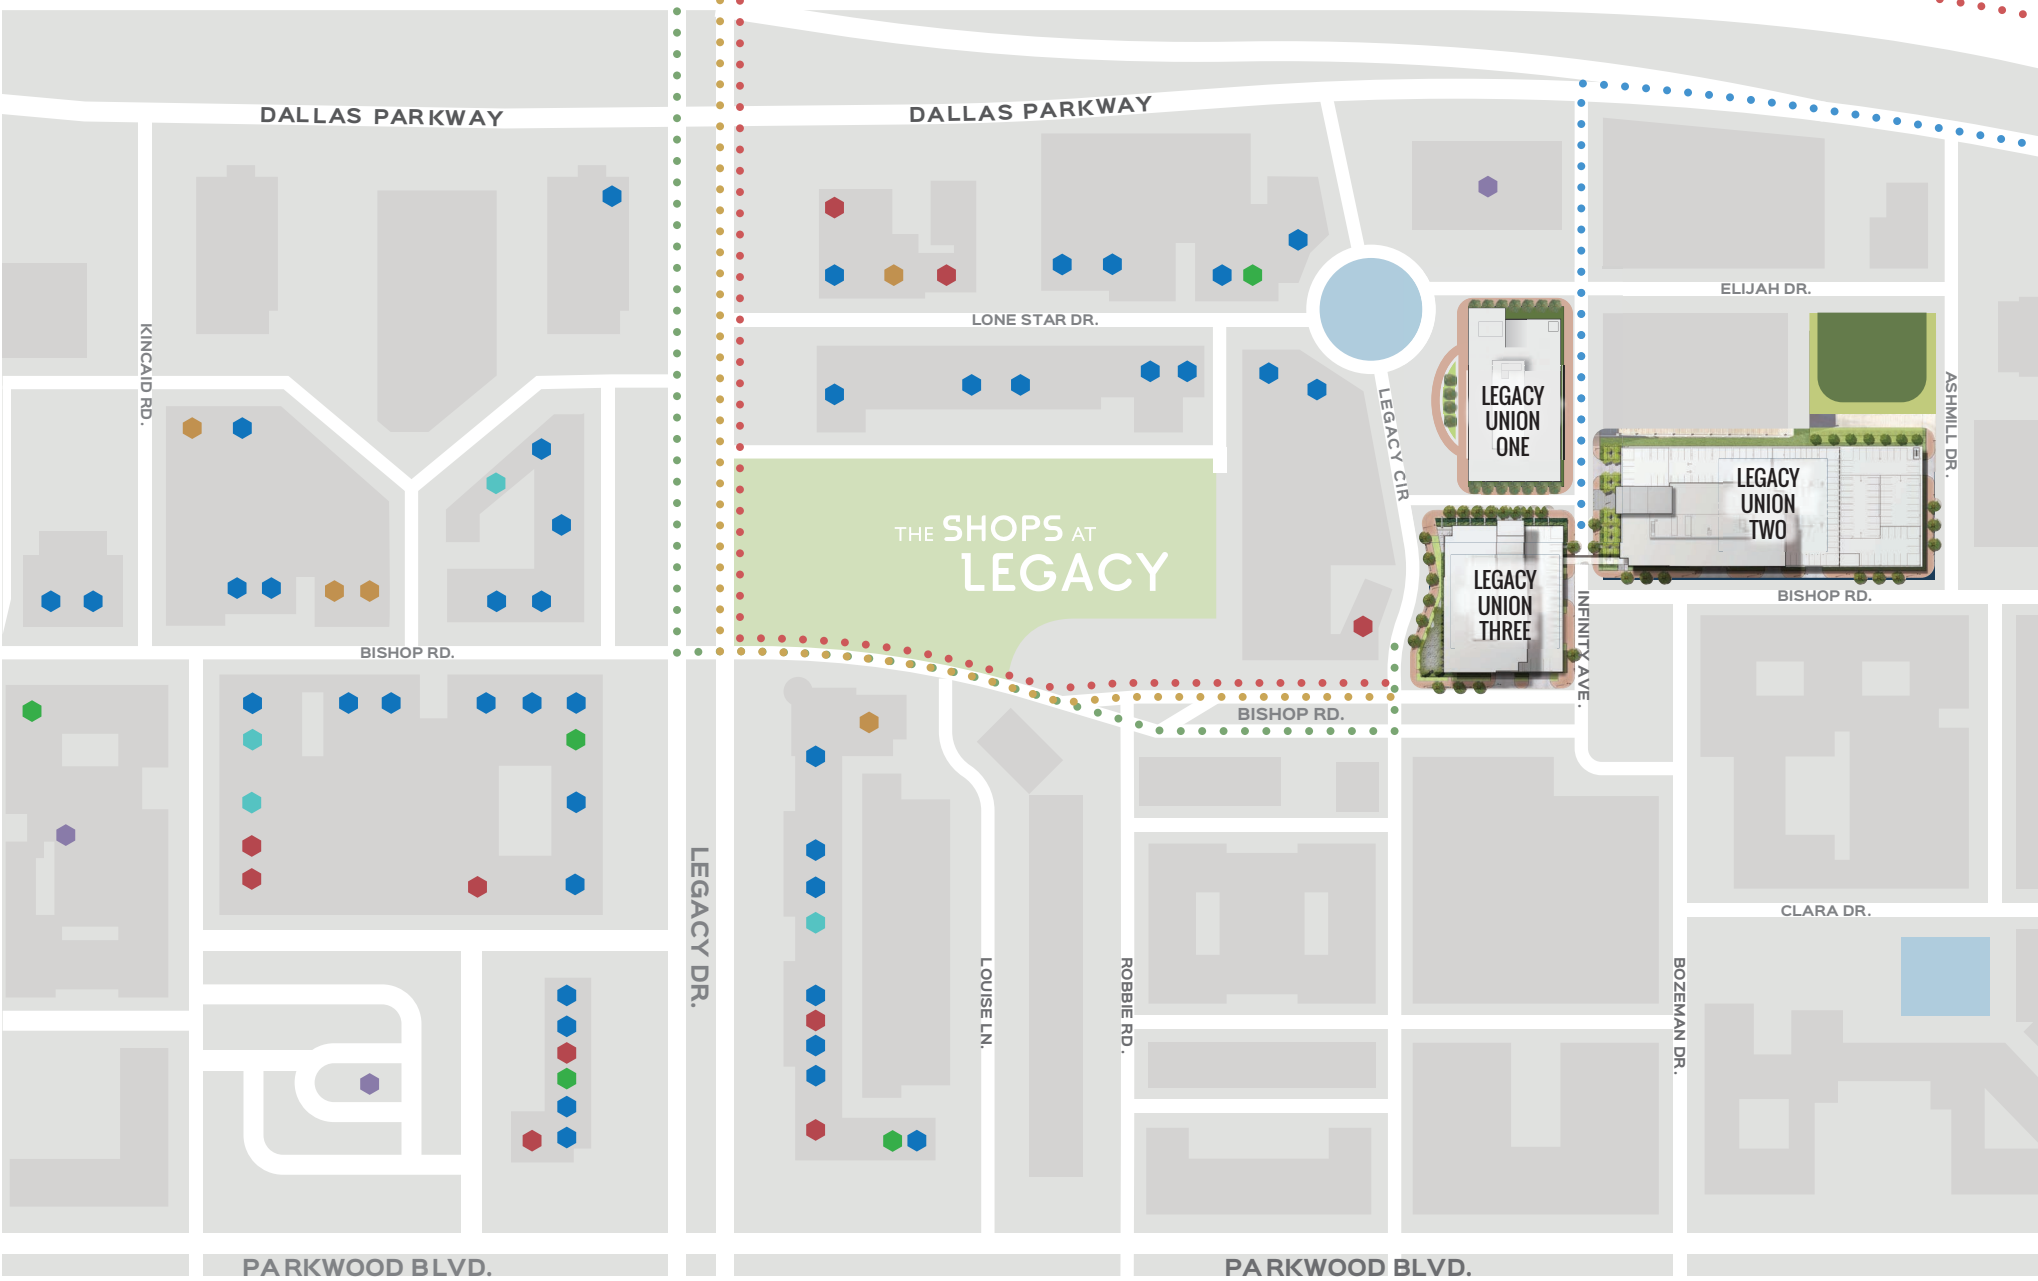 DALLAS PARKWAY
DALLAS PARKWAY
ELIJAH DR.
LONE STAR DR.
KINCAID RD.
LEGACY CIR
LEGACY
UNION
ONE
ASHMILL DR.
LEGACY
UNION
TWO
THE SHOPS AT
LEGACY
LEGACY
UNION
THREE
INFINITY AVE.
BISHOP RD.
BISHOP RD.
BISHOP RD.
LEGACY DR.
CLARA DR.
LOUISE LN.
ROBBIE RD.
BOZEMAN DR.
PARKWOOD BLVD.
PARKWOOD BLVD.